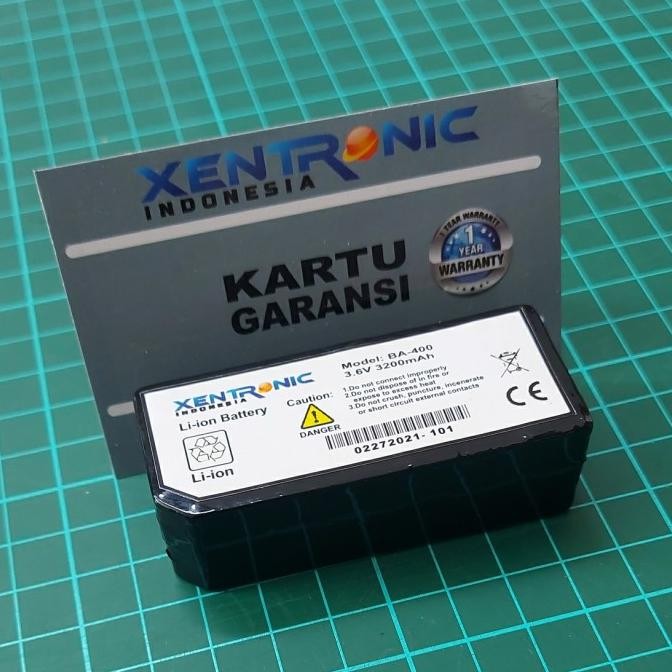 XENTRONIC
INDONESIA
KARTU
GARANSI
1 YEAR WARRANTY
1
YEAR
WARRANTY
XENTRONIC
INDONESIA
Li-ion Battery
Li-ion
Model: BA-400
3.6V 3200mAh
Caution:
DANGER
1.Do not connect improperly
2.Do not dispose of in fire or
expose to excess heat
3.Do not crush, puncture, incenerate
or short circuit external contacts
02272021-101
CE